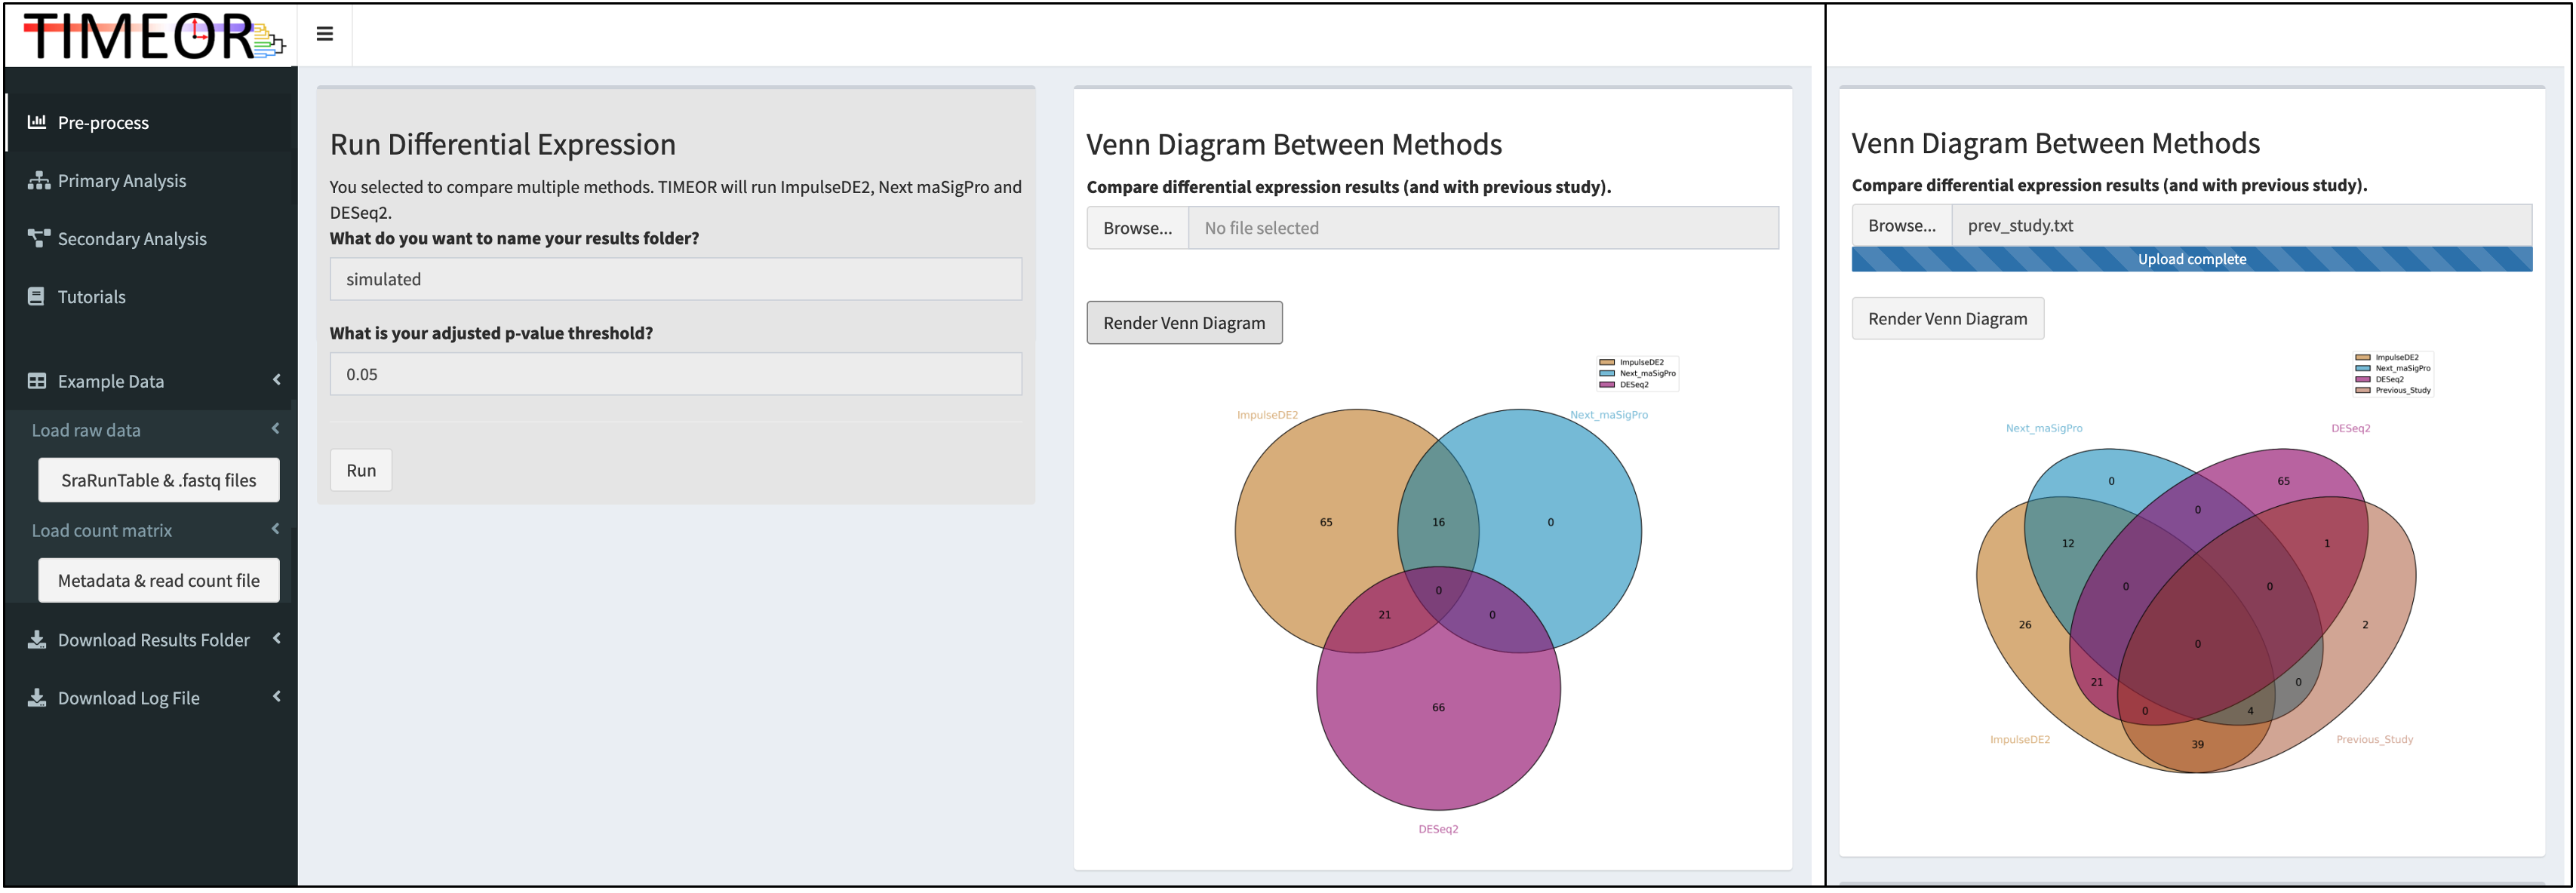 TIMEOR
Pre-process
Primary Analysis
Secondary Analysis
Tutorials
Example Data
Load raw data
SraRunTable & .fastq files
Load count matrix
Metadata & read count file
Download Results Folder
Download Log File
Run Differential Expression
You selected to compare multiple methods. TIMEOR will run ImpulseDE2, Next maSigPro and
DESeq2.
What do you want to name your results folder?
simulated
What is your adjusted p-value threshold?
0.05
Run
Venn Diagram Between Methods
Compare differential expression results (and with previous study).
Browse... No file selected
Render Venn Diagram
ImpulseDE2
Next_maSigPro
DESeq2
ImpulseDE2
Next_maSigPro
65
16
0
0
21
0
66
DESeq2
Venn Diagram Between Methods
Compare differential expression results (and with previous study).
Browse... prev_study.txt
Upload complete
Render Venn Diagram
ImpulseDE2
Next_maSigPro
DESeq2
Previous_Study
Next_maSigPro
DESeq2
0
65
0
12
1
0
0
26
2
0
21
0
0
4
ImpulseDE2
Previous_Study
39